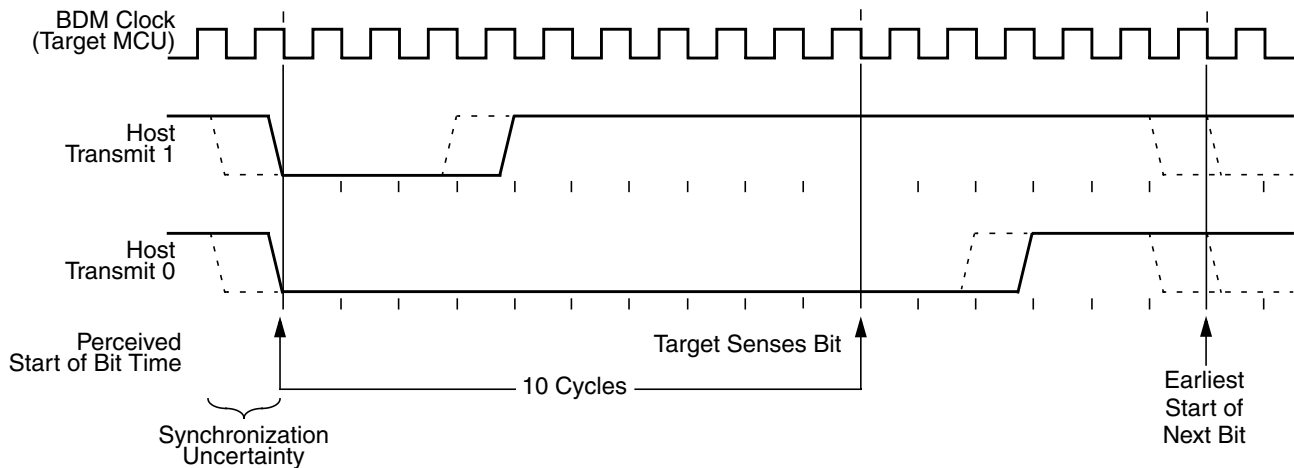 BDM Clock
(Target MCU)
Host
Transmit 1
Host
Transmit 0
Perceived
Start of Bit Time
Target Senses Bit
10 Cycles
Earliest
Start of
Next Bit
Synchronization
Uncertainty